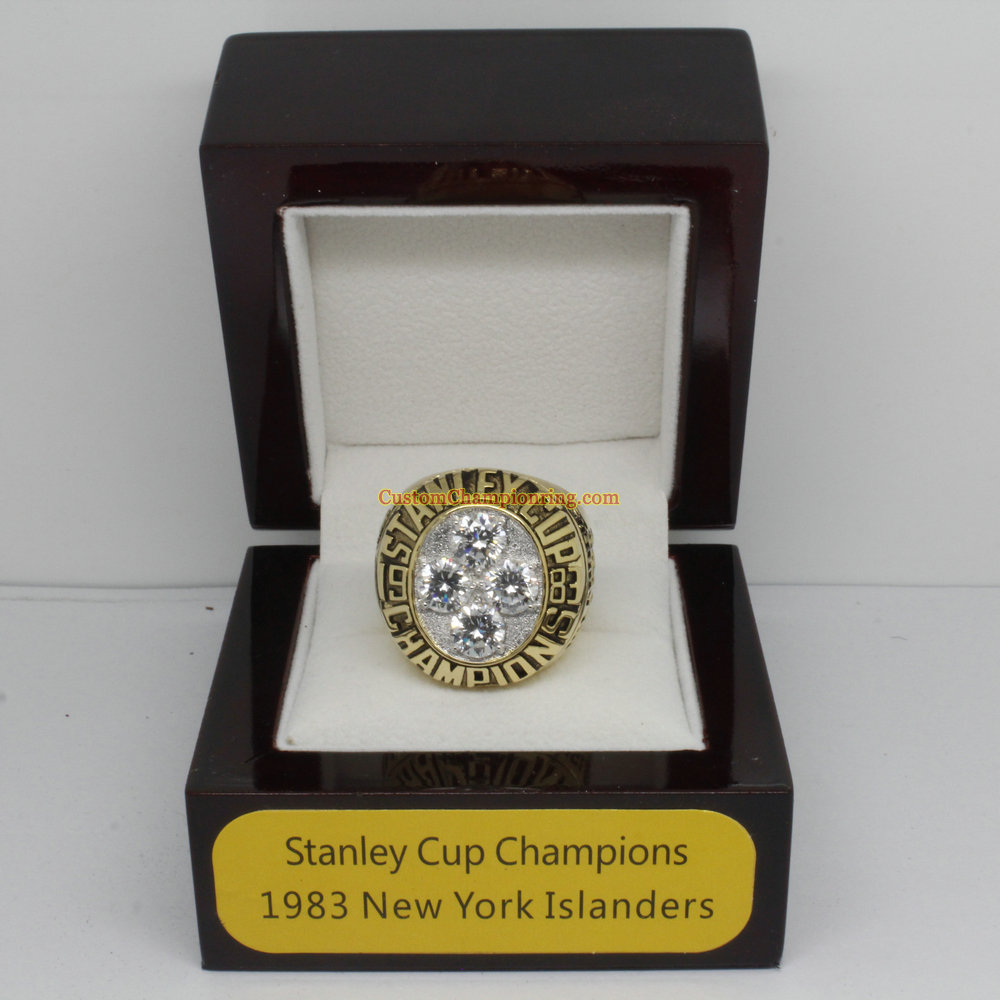 CustomChampionring.com
STANLEY CUP
19 83
CHAMPIONS
Stanley Cup Champions
1983 New York Islanders